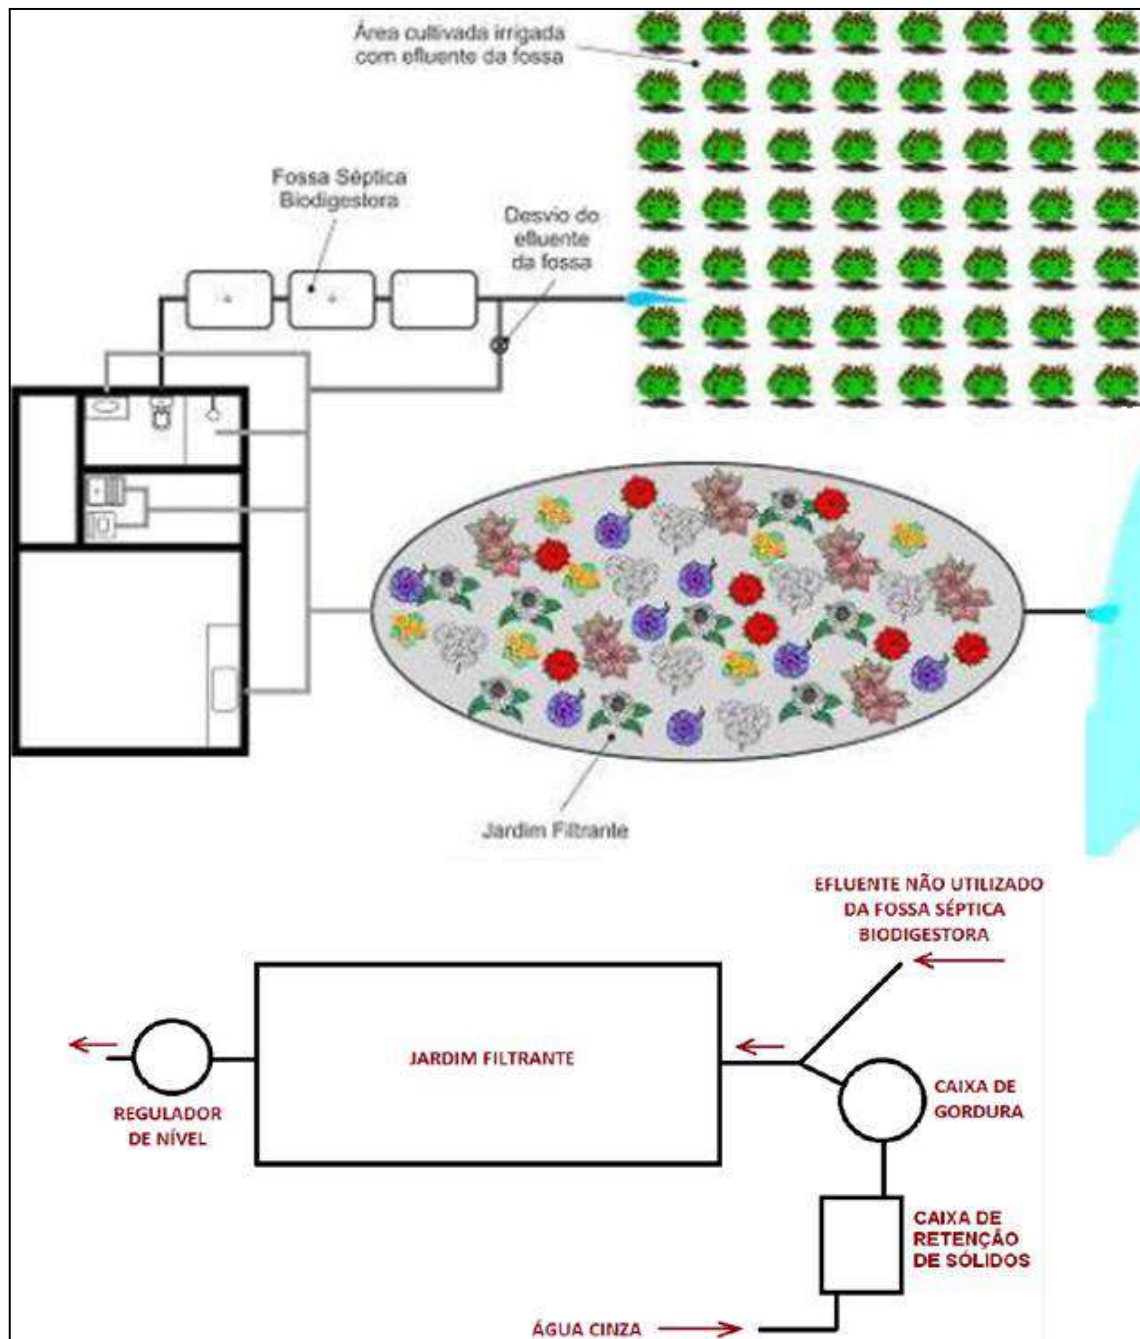 Área cultivada irrigada
com efluente da fossa
Fossa Séptica
Biodigestora
Desvio do
efluente
da fossa
Jardim Filtrante
EFLUENTE NÃO UTILIZADO
DA FOSSA SÉPTICA
BIODIGESTORA
JARDIM FILTRANTE
CAIXA DE
GORDURA
REGULADOR
DE NÍVEL
CAIXA DE
RETENÇÃO
DE SÓLIDOS
ÁGUA CINZA